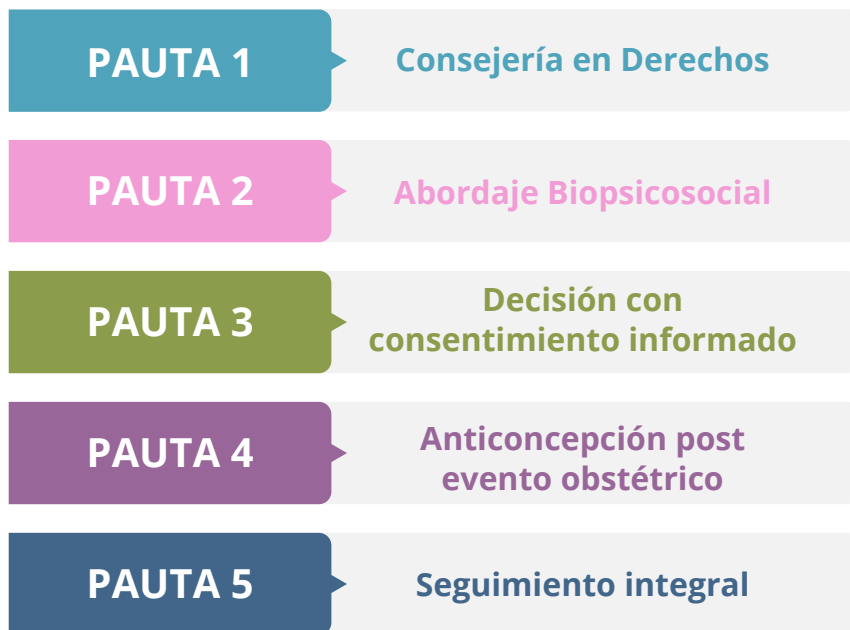 PAUTA 1
Consejería en Derechos
PAUTA 2
Abordaje Biopsicosocial
PAUTA 3
Decisión con
consentimiento informado
PAUTA 4
Anticoncepción post
evento obstétrico
PAUTA 5
Seguimiento integral